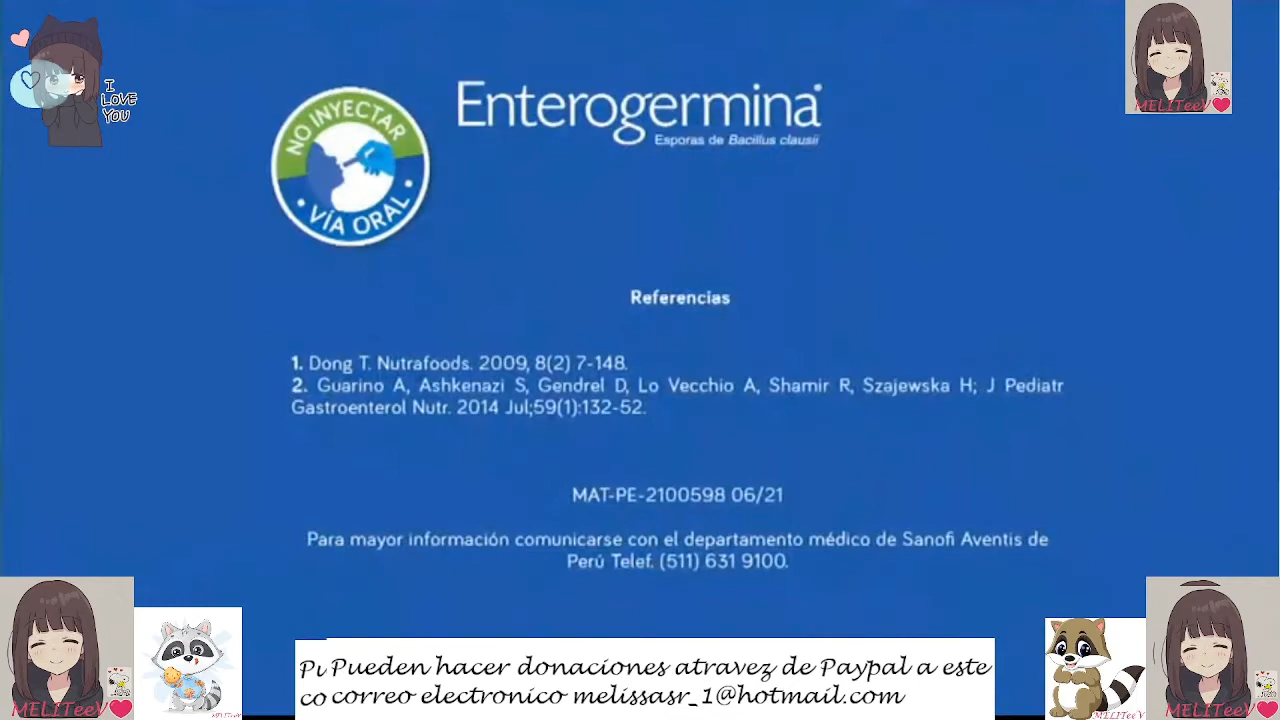 I
LOVE
YOU
MELITeeV
NO INYECTAR
VÍA ORAL
Enterogermina
Esporas de Bacillus clausii
Referencias
1. Dong T. Nutrafoods. 2009, 8(2) 7-148.
2. Guarino A, Ashkenazi S, Gendrel D, Lo Vecchio A, Shamir R, Szajewska H; J Pediatr
Gastroenterol Nutr. 2014 Jul;59(1):132-52.
MAT-PE-2100598 06/21
Para mayor información comunicarse con el departamento médico de Sanofi Aventis de
Perú Telef. (511) 631 9100.
Pu Pueden hacer donaciones atravez de Paypal a este
co correo electronico melissasr_1@hotmail.com
MELITeeV
MELITeeV
MELITeeV
MELITeeV